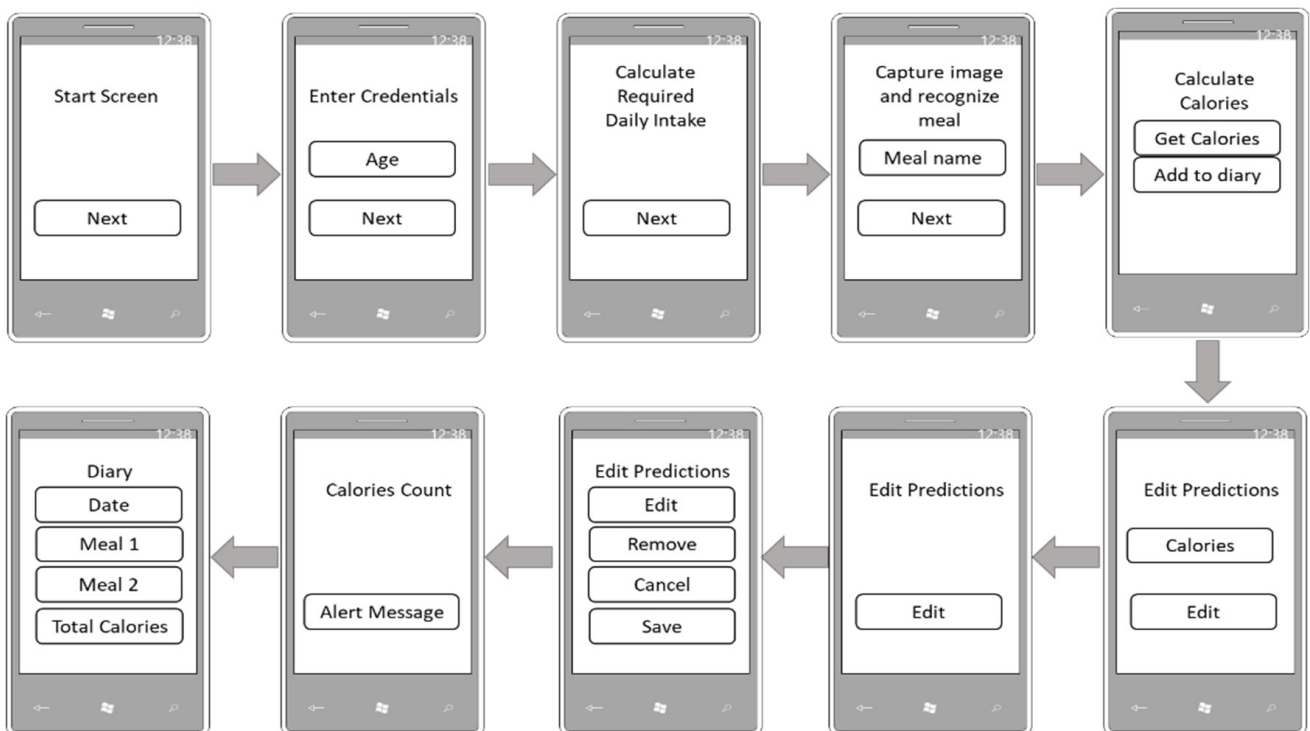 12:38
Start Screen
Next
12:38
Enter Credentials
Age
Next
12:38
Calculate
Required
Daily Intake
Next
12:38
Capture image
and recognize
meal
Meal name
Next
12:38
Calculate
Calories
Get Calories
Add to diary
12:38
Edit Predictions
Calories
Edit
12:38
Edit Predictions
Edit
12:38
Edit Predictions
Edit
Remove
Cancel
Save
12:38
Calories Count
Alert Message
12:38
Diary
Date
Meal 1
Meal 2
Total Calories